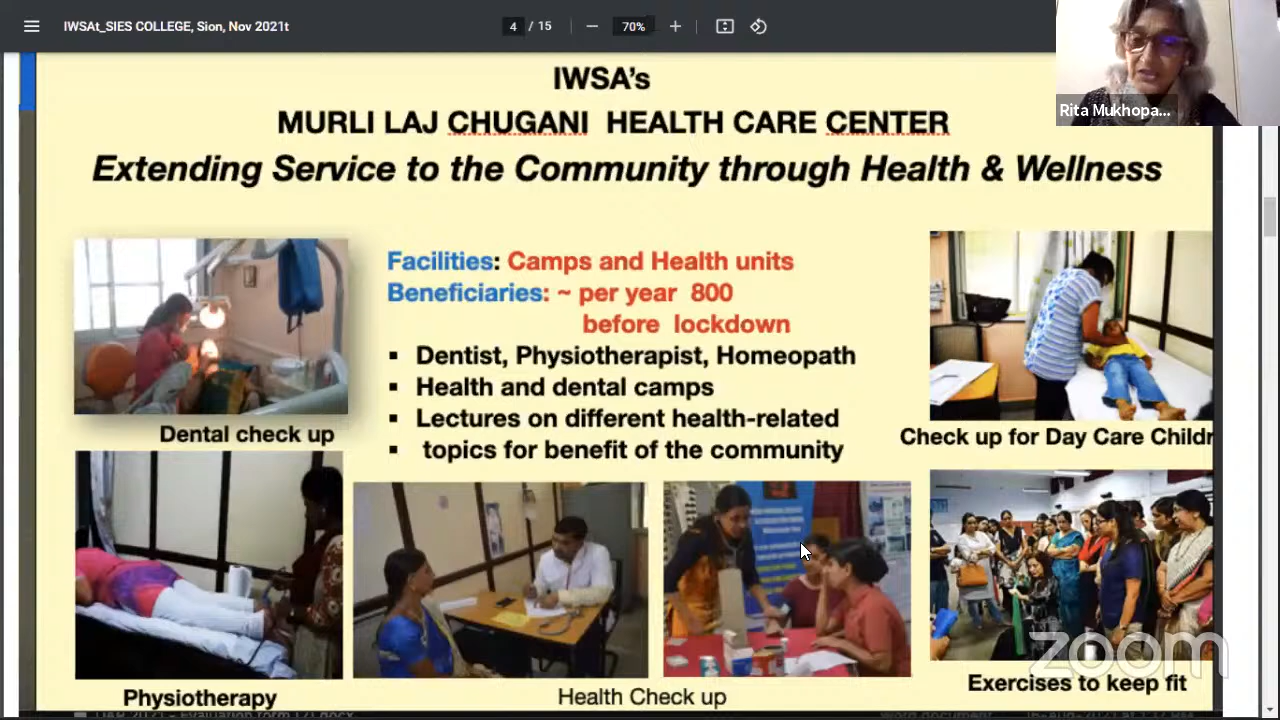 IWSAt_SIES COLLEGE, Sion, Nov 2021t
4 / 15
70%
Rita Mukhopa...
IWSA's
MURLI LAJ CHUGANI HEALTH CARE CENTER
Extending Service to the Community through Health & Wellness
Facilities: Camps and Health units
Beneficiaries: ~ per year 800
before lockdown
▪ Dentist, Physiotherapist, Homeopath
▪ Health and dental camps
▪ Lectures on different health-related
▪ topics for benefit of the community
Dental check up
Check up for Day Care Childr
Physiotherapy
Health Check up
Exercises to keep fit
zoom